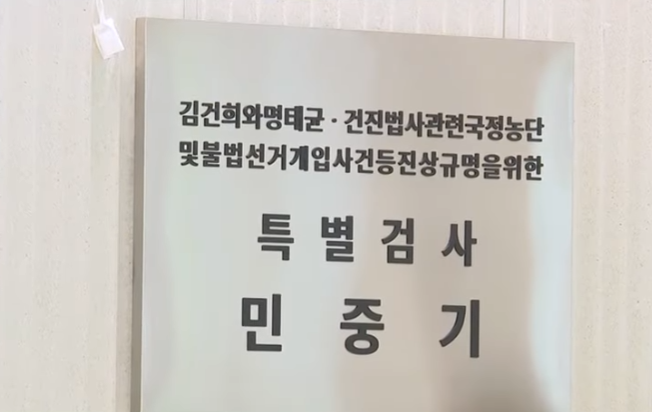 김건희와명태균·건진법사관련국정농단
및불법선거개입사건등진상규명을위한
특별검사
민중기